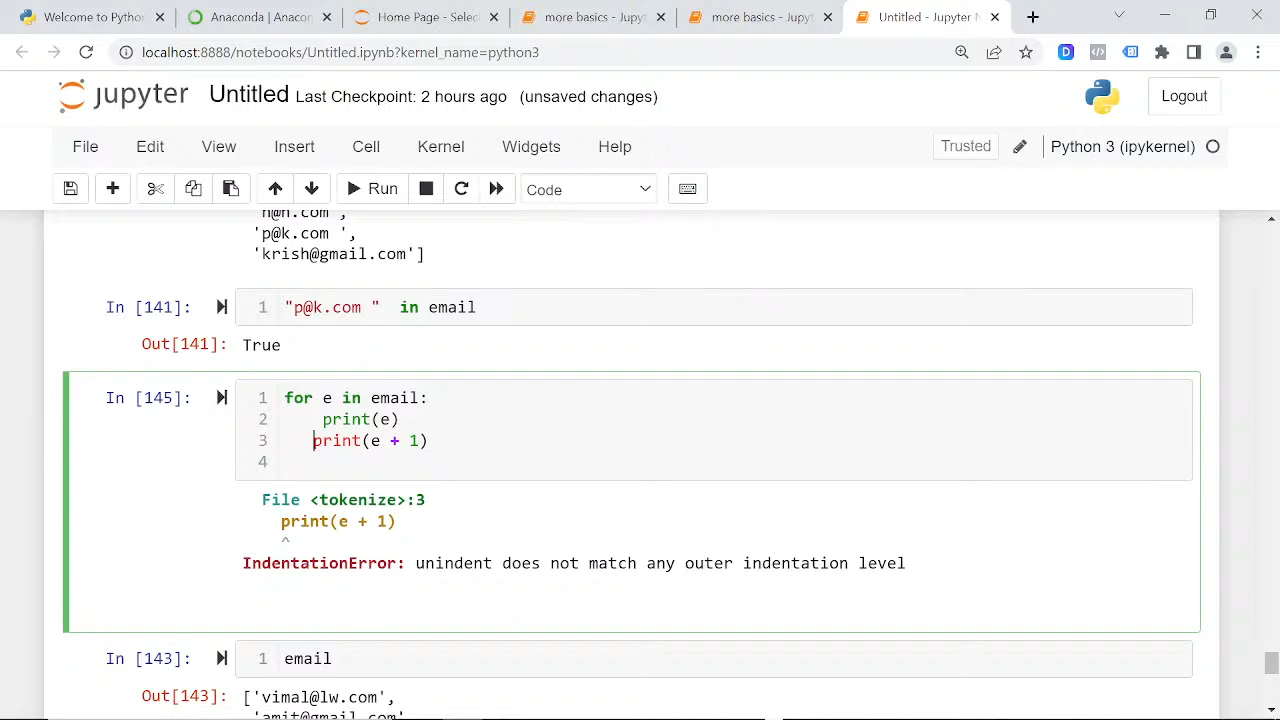 Welcome to Python
Anaconda | Anacon
Home Page - Select
more basics - Jupyt
basics - Jupyt
Untitled - Jupyter N
localhost:8888/notebooks/Untitled.ipynb?kernel_name=python3
jupyter Untitled Last Checkpoint: 2 hours ago (unsaved changes)
Logout
File Edit View Insert Cell Kernel Widgets Help
Trusted
Python 3 (ipykernel)
Run
Code
'h@h.com ',
'p@k.com ',
'krish@gmail.com']
In [141]: 1 "p@k.com "  in email
Out[141]: True
In [145]: 1 for e in email:
2     print(e)
3    print(e + 1)
4
File <tokenize>:3
print(e + 1)
^
IndentationError: unindent does not match any outer indentation level
In [143]: 1 email
Out[143]: ['vimal@lw.com',
'amit@gmail.com'